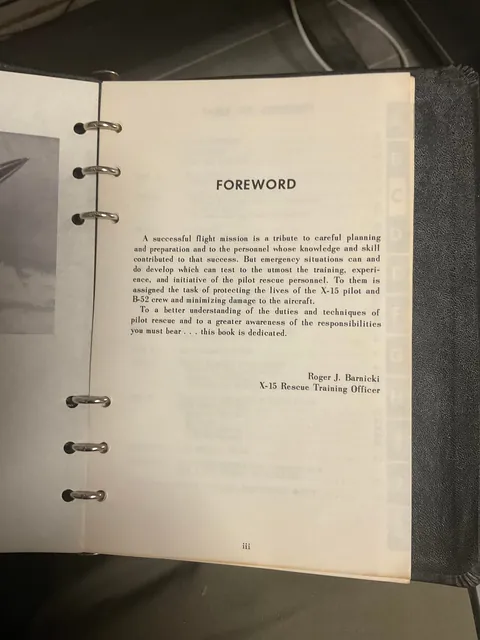 FOREWORD
A successful flight mission is a tribute to careful planning
and preparation and to the personnel whose knowledge and skill
contributed to that success. But emergency situations can and
do develop which can test to the utmost the training, experi-
ence, and initiative of the pilot rescue personnel. To them is
assigned the task of protecting the lives of the X-15 pilot and
B-52 crew and minimizing damage to the aircraft.
To a better understanding of the duties and techniques of
pilot rescue and to a greater awareness of the responsibilities
you must bear . . . this book is dedicated.
Roger J. Barnicki
X-15 Rescue Training Officer
iii